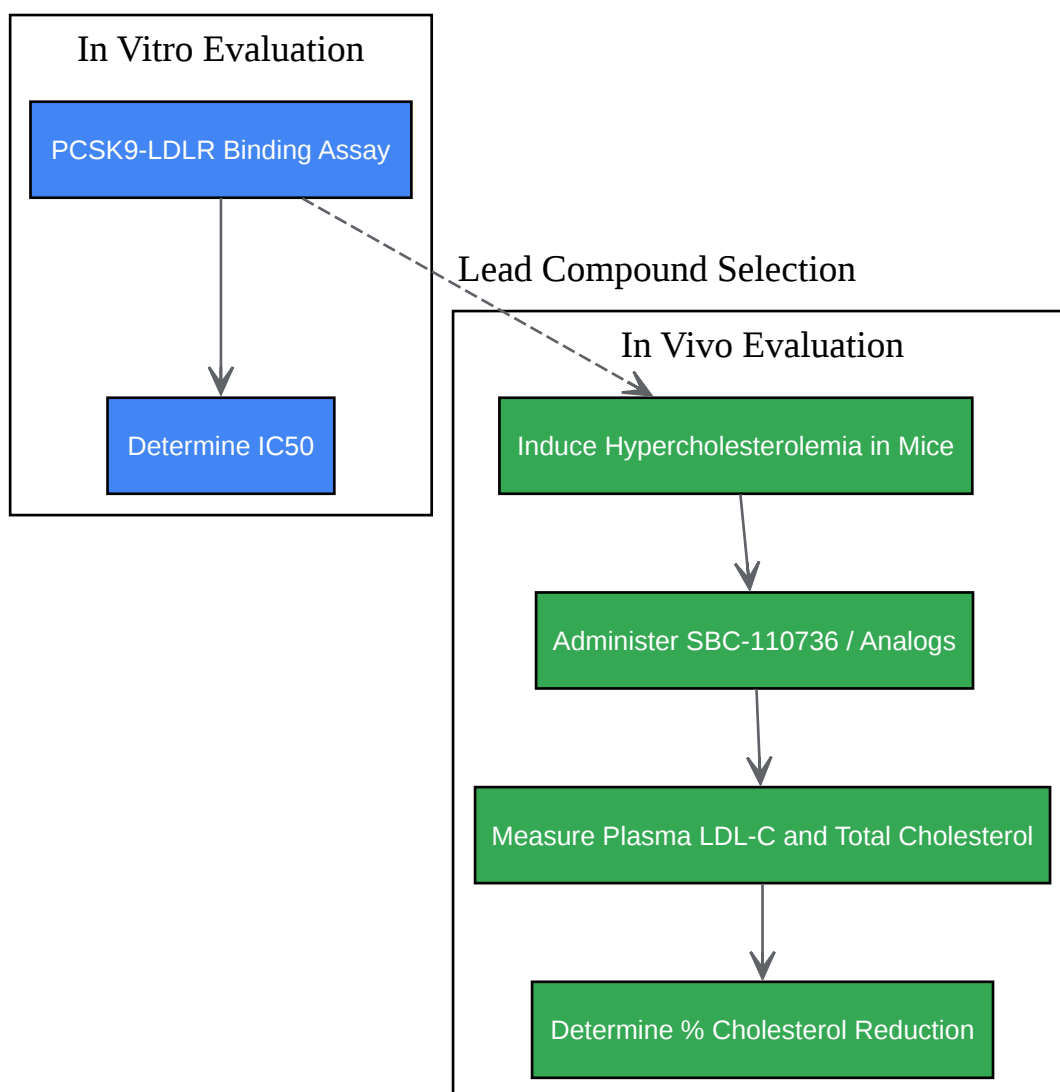 In Vitro Evaluation
PCSK9-LDLR Binding Assay
Lead Compound Selection
In Vivo Evaluation
Determine IC50
Induce Hypercholesterolemia in Mice
Administer SBC-110736 / Analogs
Measure Plasma LDL-C and Total Cholesterol
Determine % Cholesterol Reduction